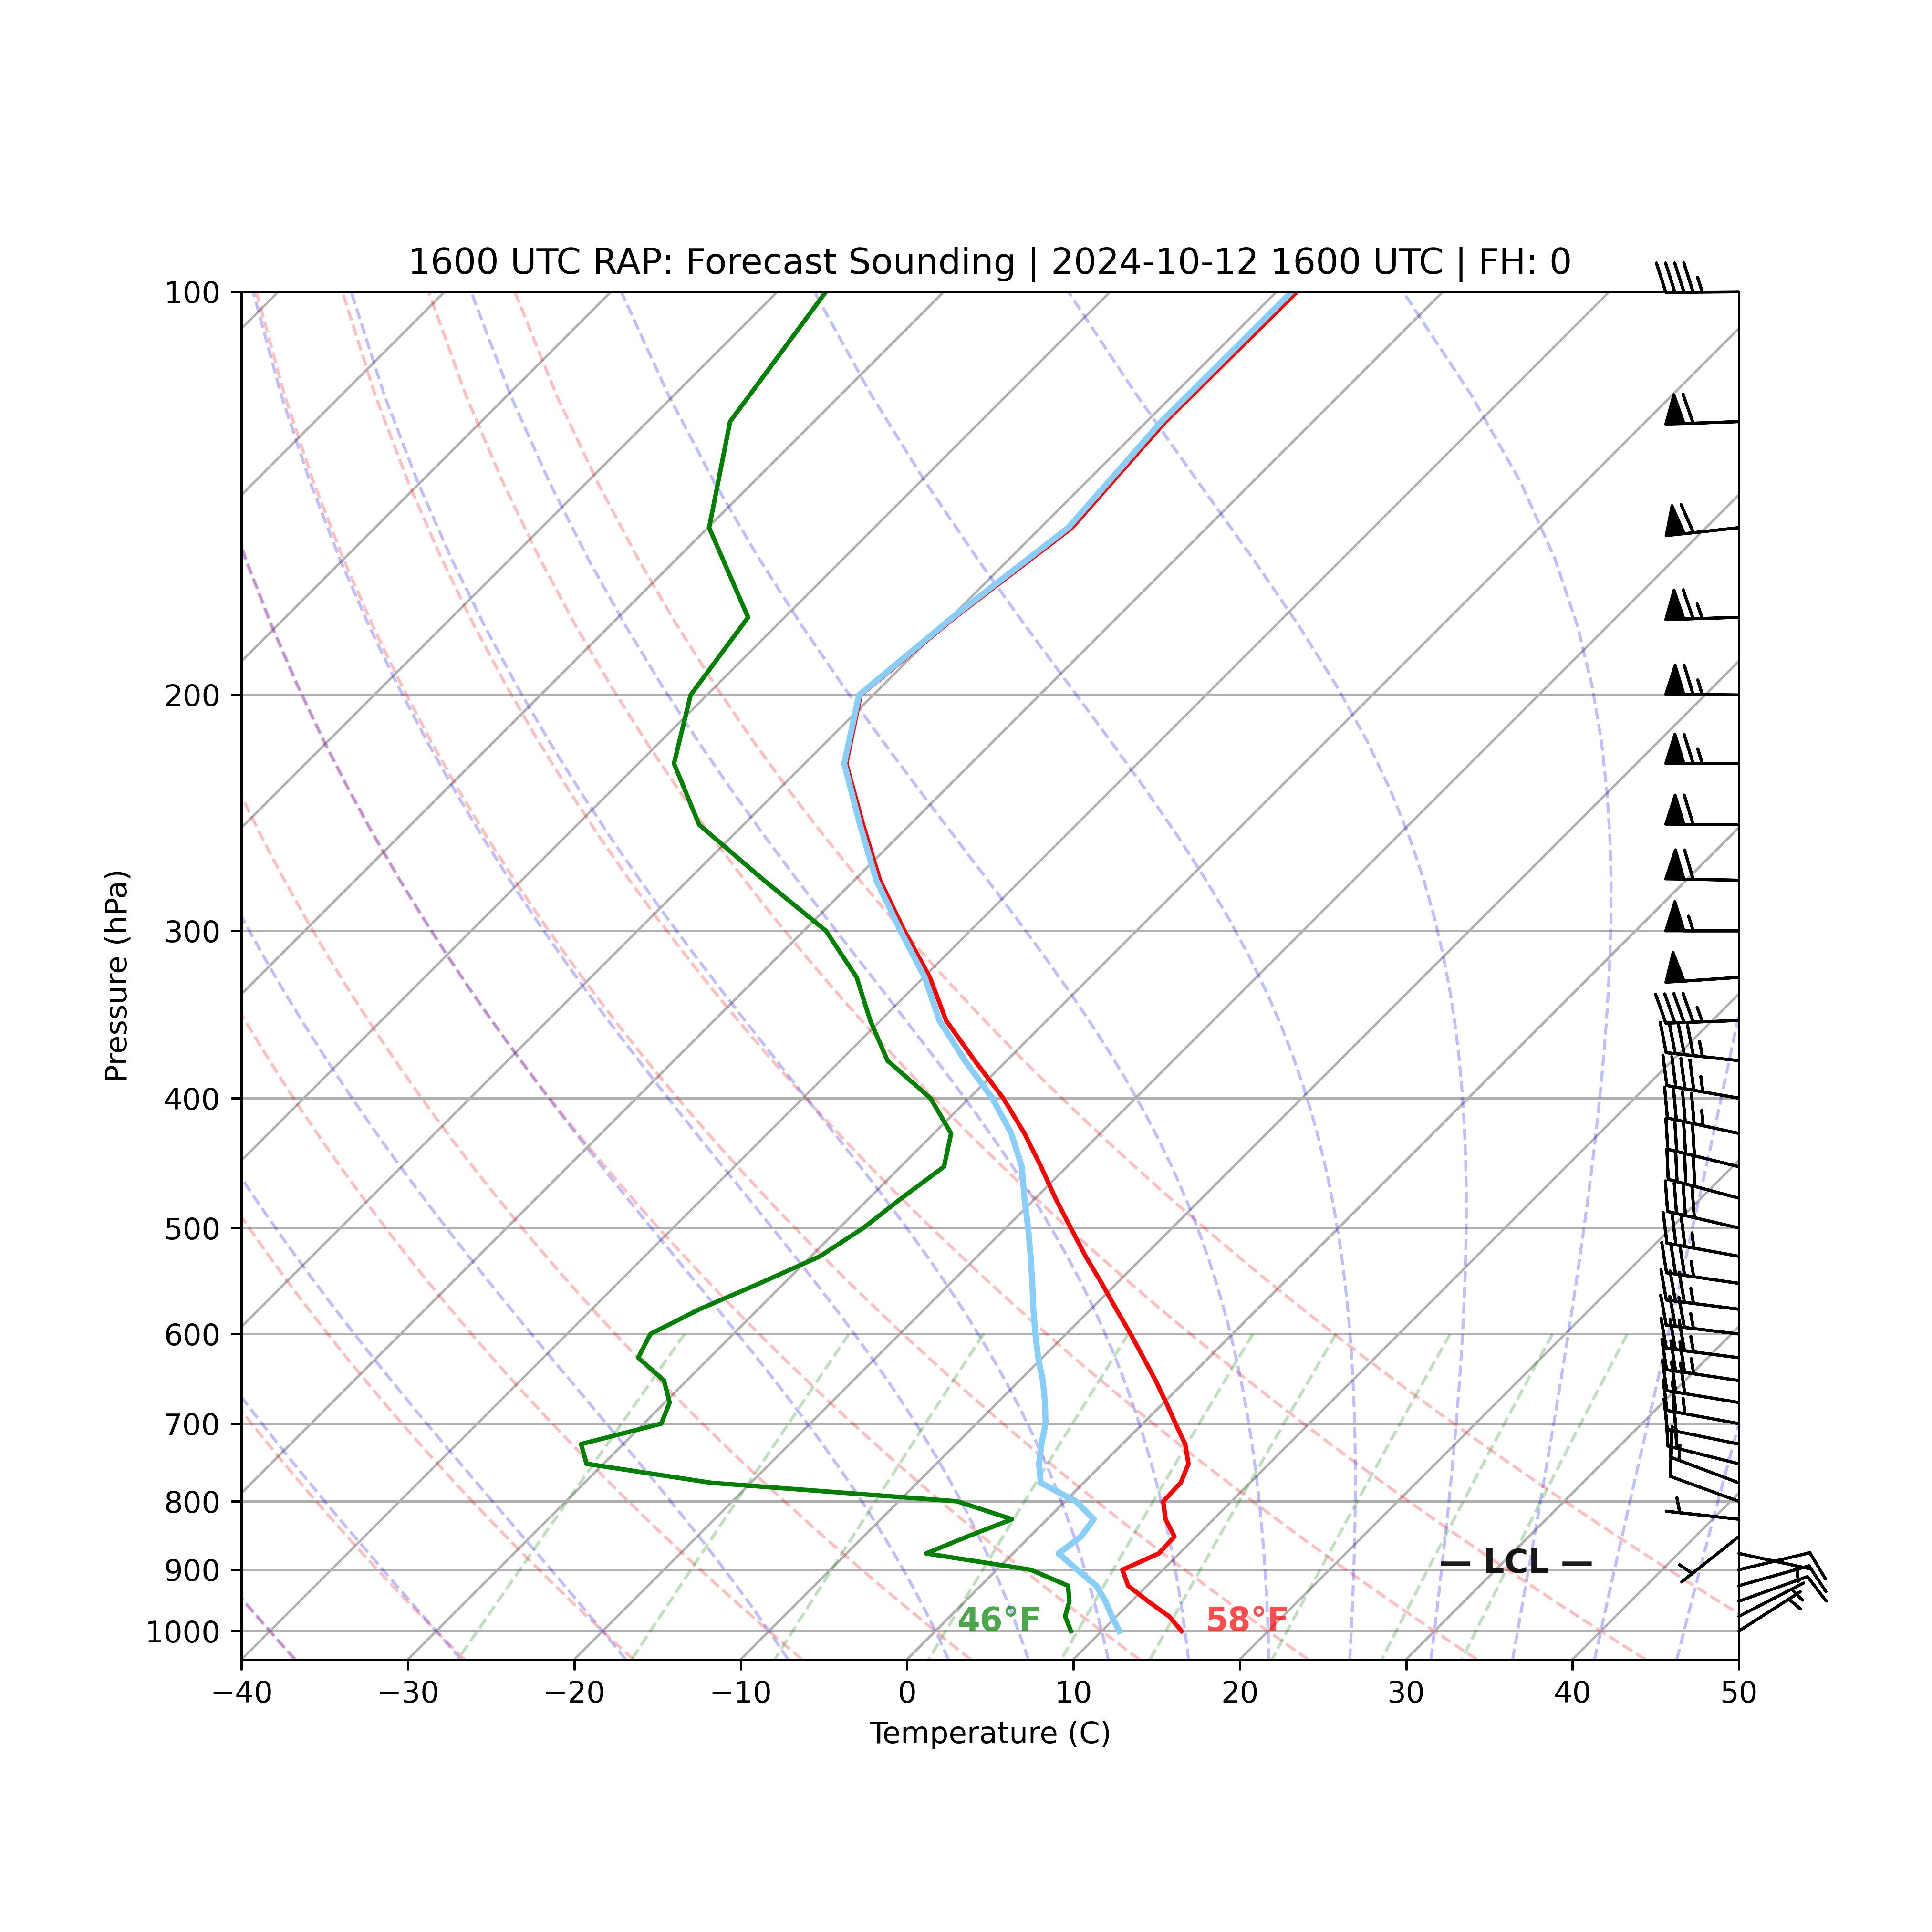 1600 UTC RAP: Forecast Sounding | 2024-10-12 1600 UTC | FH: 0
100
200
300
400
500
600
700
800
900
1000
Pressure (hPa)
— LCL —
46°F 58°F
−40 −30 −20 −10 0 10 20 30 40 50
Temperature (C)